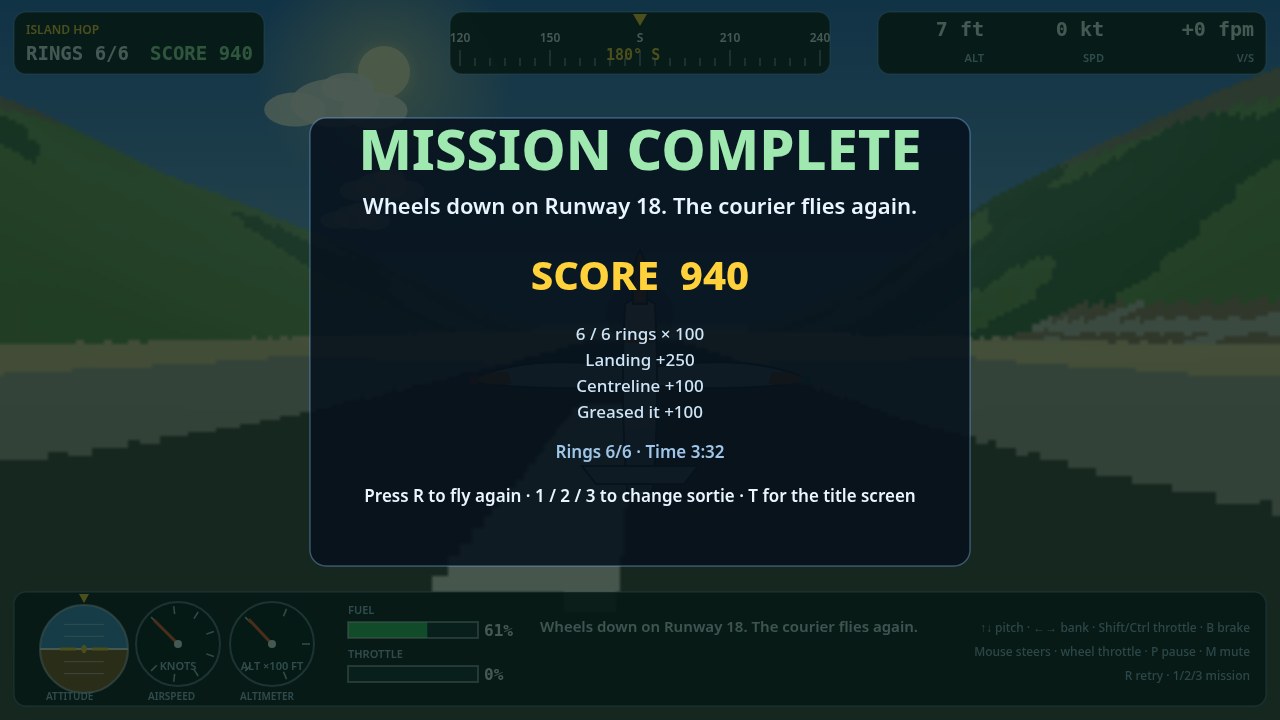 ISLAND HOP
RINGS 6/6 SCORE 940
120 150 S 210 240
180° S
7 ft 0 kt +0 fpm
ALT SPD V/S
MISSION COMPLETE
Wheels down on Runway 18. The courier flies again.
SCORE 940
6 / 6 rings × 100
Landing +250
Centreline +100
Greased it +100
Rings 6/6 · Time 3:32
Press R to fly again · 1 / 2 / 3 to change sortie · T for the title screen
KNOTS
ALT ×100 FT
ATTITUDE AIRSPEED ALTIMETER
FUEL
61%
THROTTLE
0%
Wheels down on Runway 18. The courier flies again.
↑↓ pitch · ←→ bank · Shift/Ctrl throttle · B brake
Mouse steers · wheel throttle · P pause · M mute
R retry · 1/2/3 mission